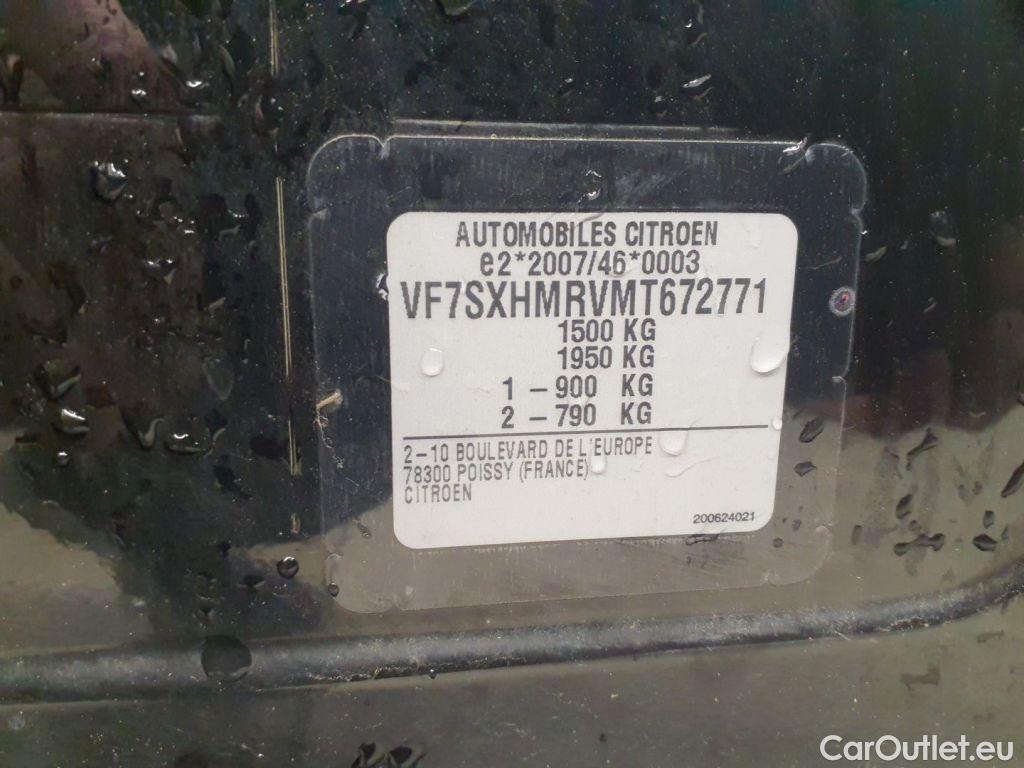 AUTOMOBILES CITROEN
e2*2007/46*0003
VF7SXHMRVMT672771
1500 KG
1950 KG
1 - 900 KG
2 - 790 KG
2-10 BOULEVARD DE L'EUROPE
78300 POISSY (FRANCE)
CITROEN
200624021
CarOutlet.eu